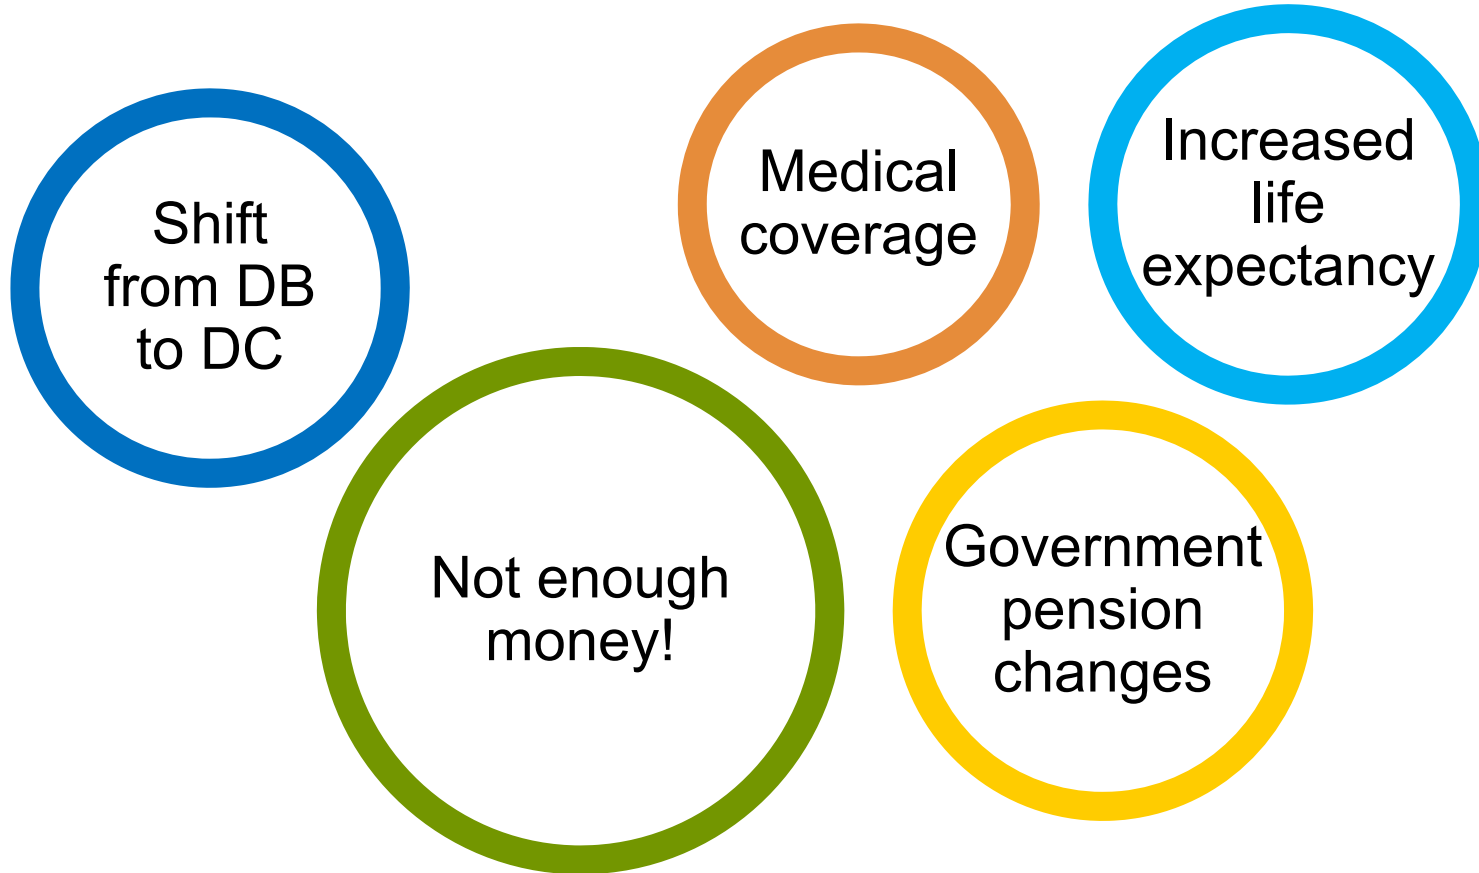 Shift
from DB
to DC
Medical
coverage
Increased
life
expectancy
Not enough
money!
Government
pension
changes